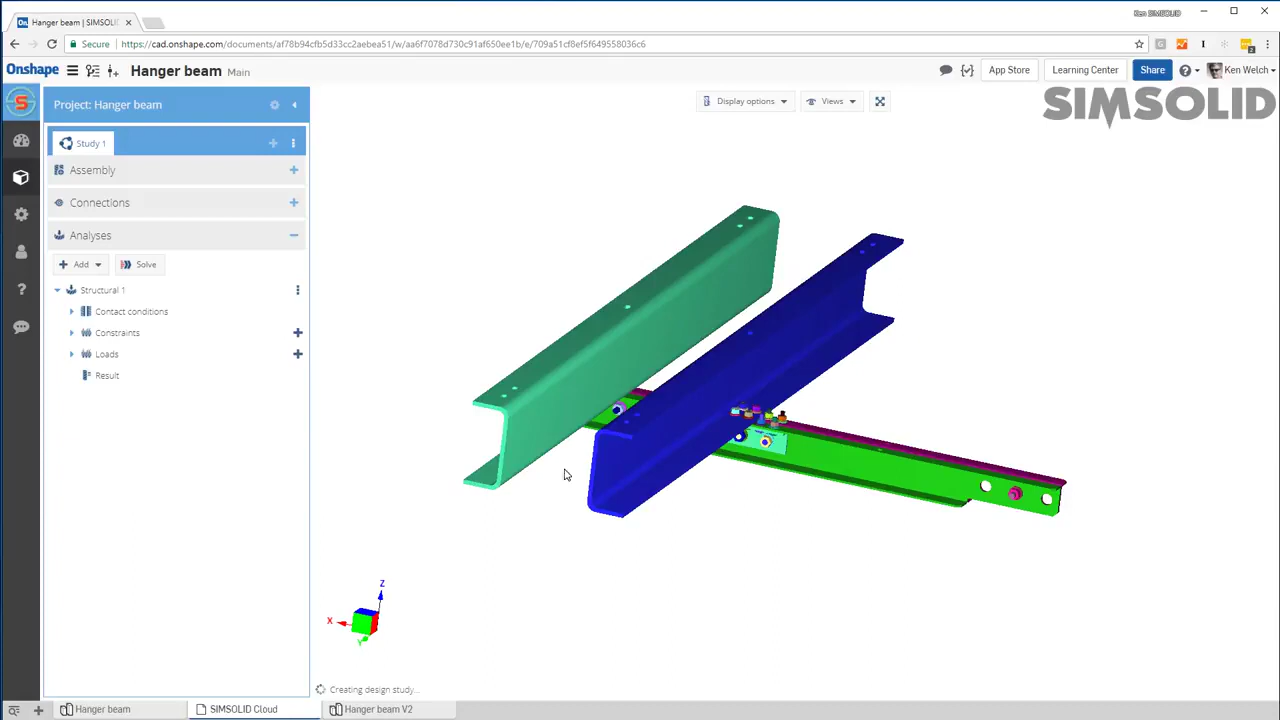 Hanger beam | SIMSOLID
Ken SIMSOLID
Secure
https://cad.onshape.com/documents/af78b94cfb5d33cc2aebea51/w/aa6f7078d730c91af650ee1b/e/709a51cf8ef5f649558036c6
Onshape
Hanger beam Main
App Store
Learning Center
Share
Ken Welch
Project: Hanger beam
Display options
Views
SIMSOLID
Study 1
Assembly
Connections
Analyses
Add
Solve
Structural 1
Contact conditions
Constraints
Loads
Result
Z
X
Y
Creating design study...
Hanger beam
SIMSOLID Cloud
Hanger beam V2